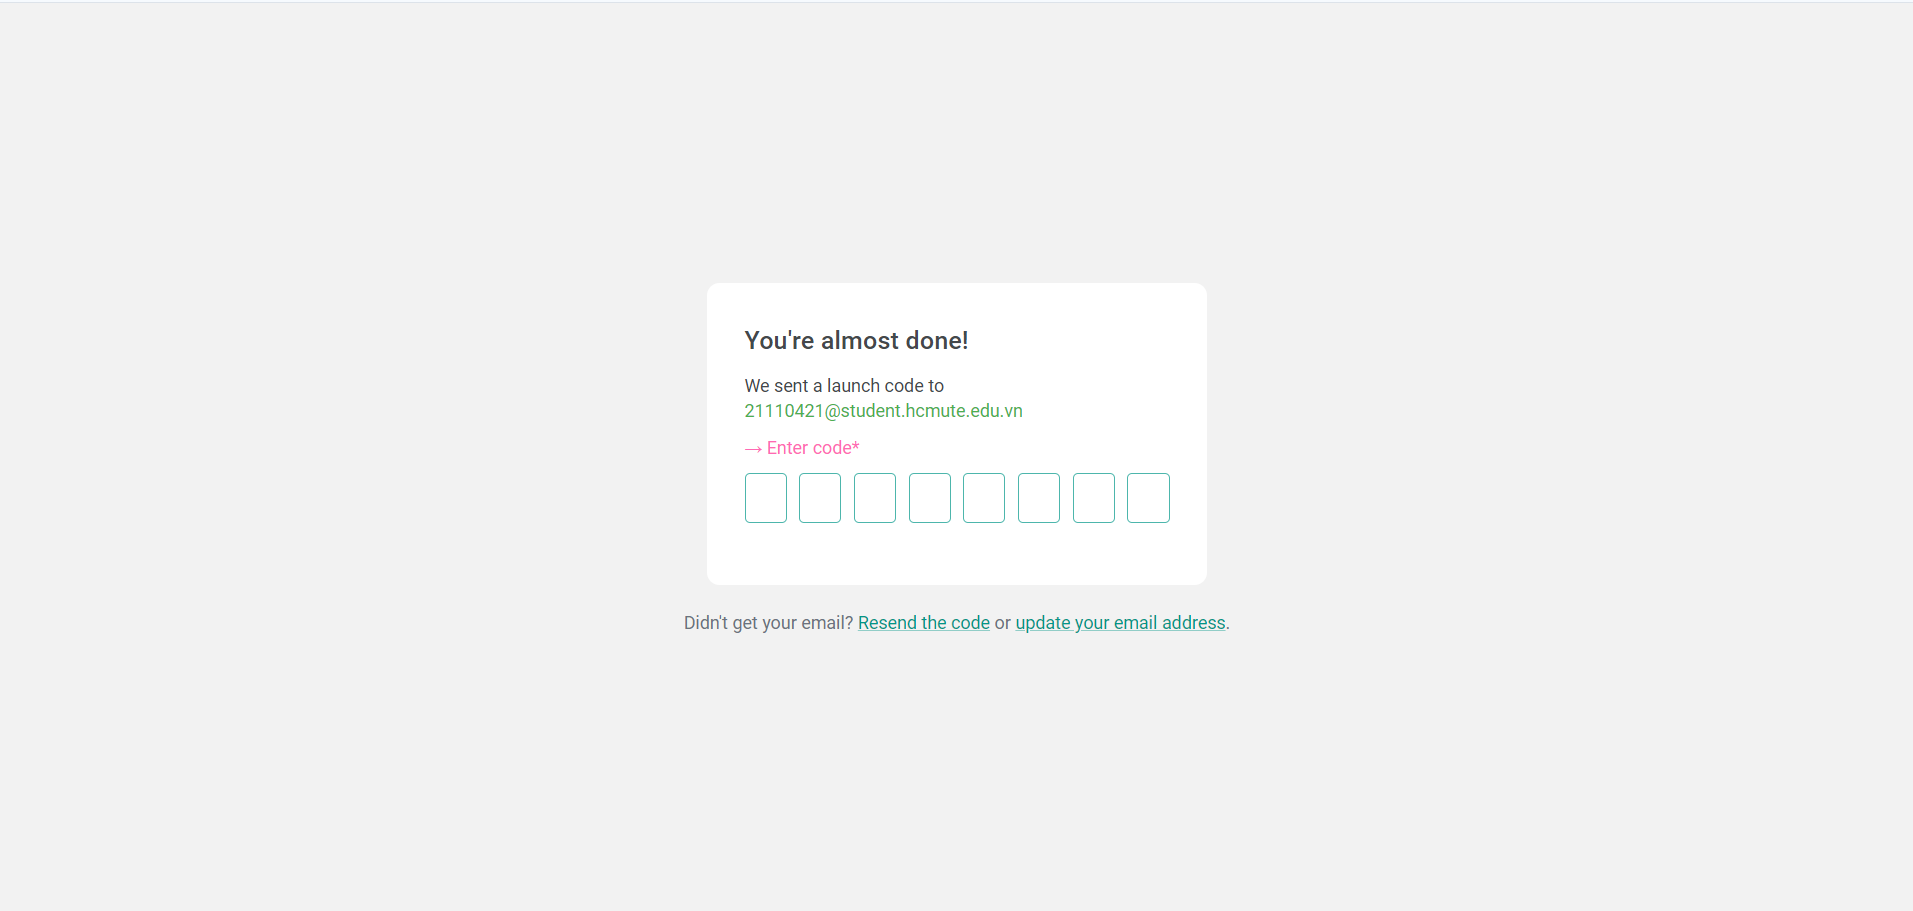 You're almost done!
We sent a launch code to
21110421@student.hcmute.edu.vn
→ Enter code*
Didn't get your email? Resend the code or update your email address.